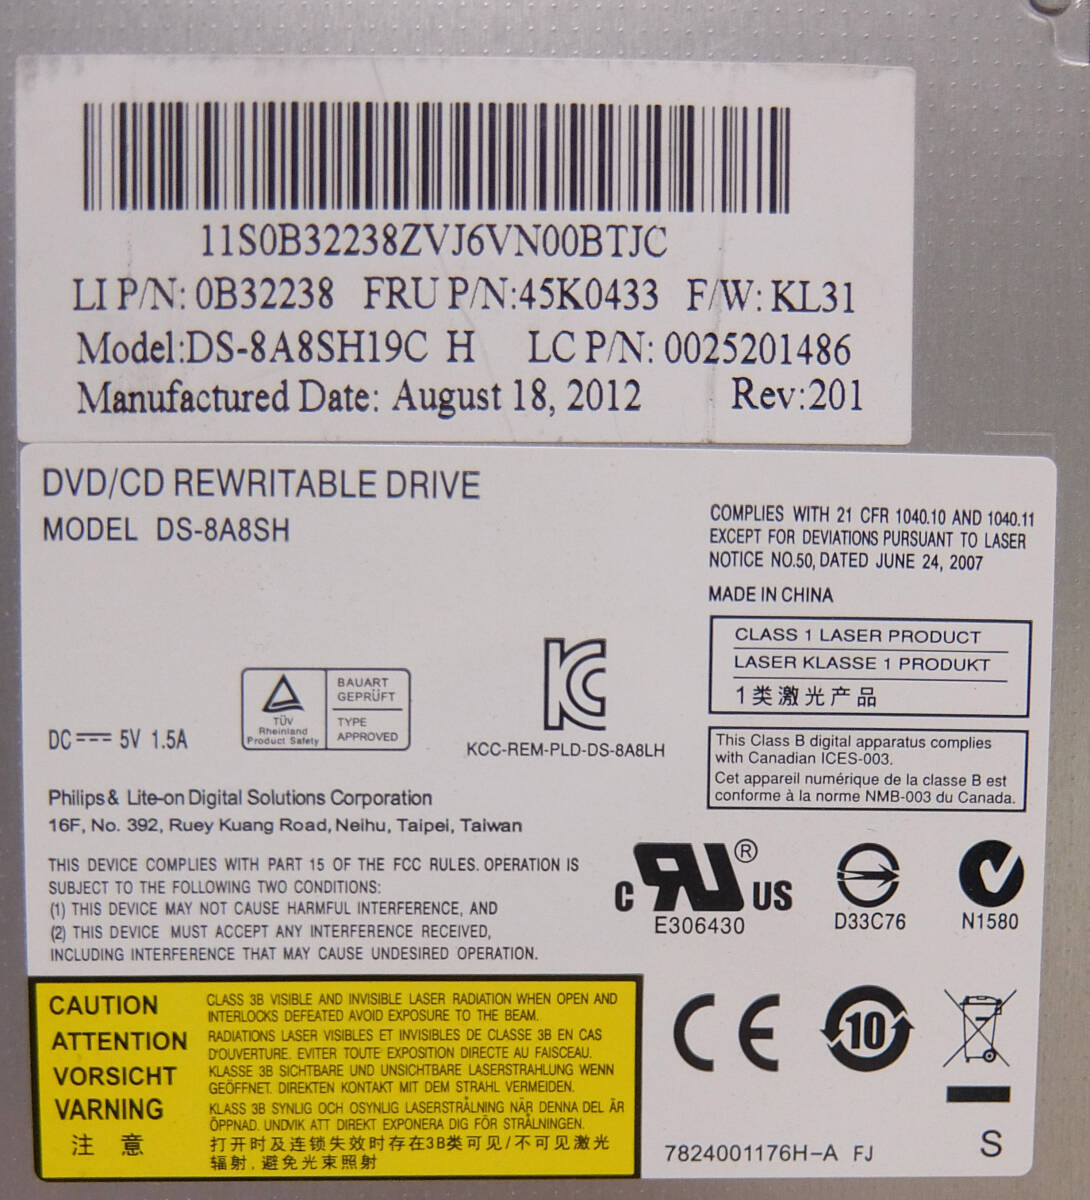 11S0B32238ZVJ6VN00BTJC
LI P/N: 0B32238 FRU P/N:45K0433 F/W: KL31
Model:DS-8A8SH19C H LC P/N: 0025201486
Manufactured Date: August 18, 2012 Rev:201
DVD/CD REWRITABLE DRIVE
MODEL DS-8A8SH
COMPLIES WITH 21 CFR 1040.10 AND 1040.11
EXCEPT FOR DEVIATIONS PURSUANT TO LASER
NOTICE NO.50, DATED JUNE 24, 2007
MADE IN CHINA
CLASS 1 LASER PRODUCT
LASER KLASSE 1 PRODUKT
1类激光产品
DC 5V 1.5A
TÜV
Rheinland
Product Safety
BAUART
GEPRÜFT
TYPE
APPROVED
KCC-REM-PLD-DS-8A8LH
This Class B digital apparatus complies
with Canadian ICES-003.
Cet appareil numérique de la classe B est
conforme à la norme NMB-003 du Canada.
Philips & Lite-on Digital Solutions Corporation
16F, No. 392, Ruey Kuang Road, Neihu, Taipei, Taiwan
THIS DEVICE COMPLIES WITH PART 15 OF THE FCC RULES. OPERATION IS
SUBJECT TO THE FOLLOWING TWO CONDITIONS:
(1) THIS DEVICE MAY NOT CAUSE HARMFUL INTERFERENCE, AND
(2) THIS DEVICE MUST ACCEPT ANY INTERFERENCE RECEIVED,
INCLUDING INTERFERENCE THAT MAY CAUSE UNDESIRED OPERATION.
C RU ® US
E306430
D33C76
N1580
CAUTION CLASS 3B VISIBLE AND INVISIBLE LASER RADIATION WHEN OPEN AND
INTERLOCKS DEFEATED AVOID EXPOSURE TO THE BEAM.
ATTENTION RADIATIONS LASER VISIBLES ET INVISIBLES DE CLASSE 3B EN CAS
D'OUVERTURE. EVITER TOUTE EXPOSITION DIRECTE AU FAISCEAU.
VORSICHT KLASSE 3B SICHTBARE UND UNSICHTBARE LASERSTRAHLUNG WENN
GEÖFFNET. DIREKTEN KONTAKT MIT DEM STRAHL VERMEIDEN.
VARNING KLASS 3B SYNLIG OCH OSYNLIG LASERSTRÅLNING NÄR DENNA DEL ÄR
ÖPPNAD. UNDVIK ATT DIREKT EXPONERA DIG FÖR STRÅLNINGEN.
注 意 打开时及连锁失效时存在3B类可见/不可见激光
辐射, 避免光束照射
CE
10
7824001176H-A FJ
S